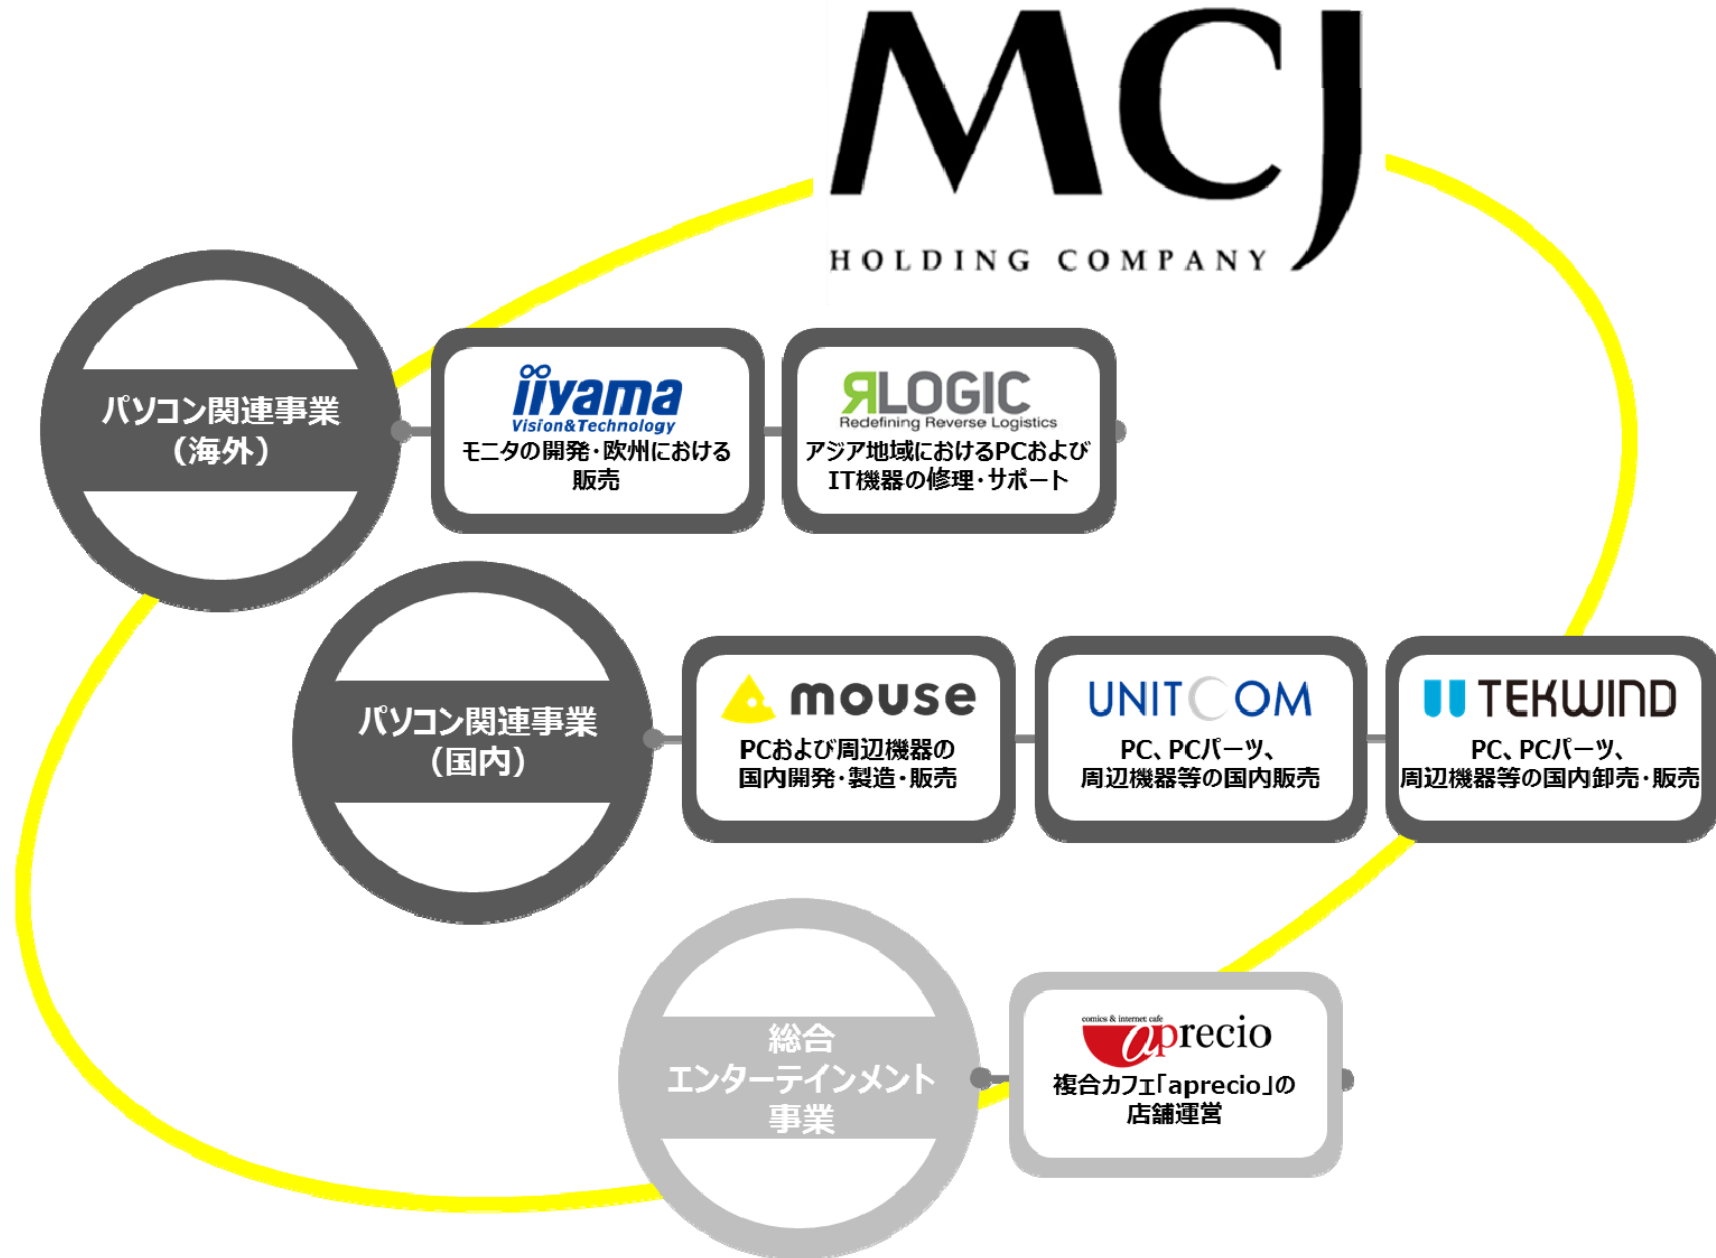 MCJ
HOLDING COMPANY
パソコン関連事業
（海外）
iiyama
Vision&Technology
モニタの開発・欧州における
販売
RLOGIC
Redefining Reverse Logistics
アジア地域におけるPCおよび
IT機器の修理・サポート
パソコン関連事業
（国内）
mouse
PCおよび周辺機器の
国内開発・製造・販売
UNITCOM
PC、PCパーツ、
周辺機器等の国内販売
TEKWIND
PC、PCパーツ、
周辺機器等の国内卸売・販売
総合
エンターテインメント
事業
comics & internet cafe
aprecio
複合カフェ「aprecio」の
店舗運営